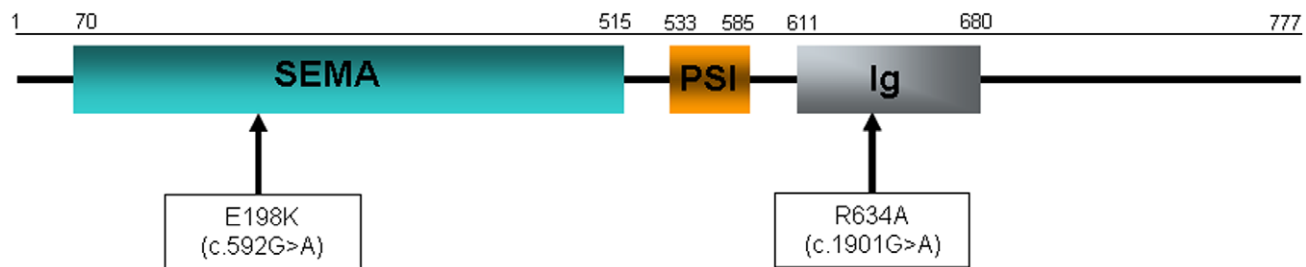 1 70 515 533 585 611 680 777
SEMA PSI Ig
E198K
(c.592G>A)
R634A
(c.1901G>A)